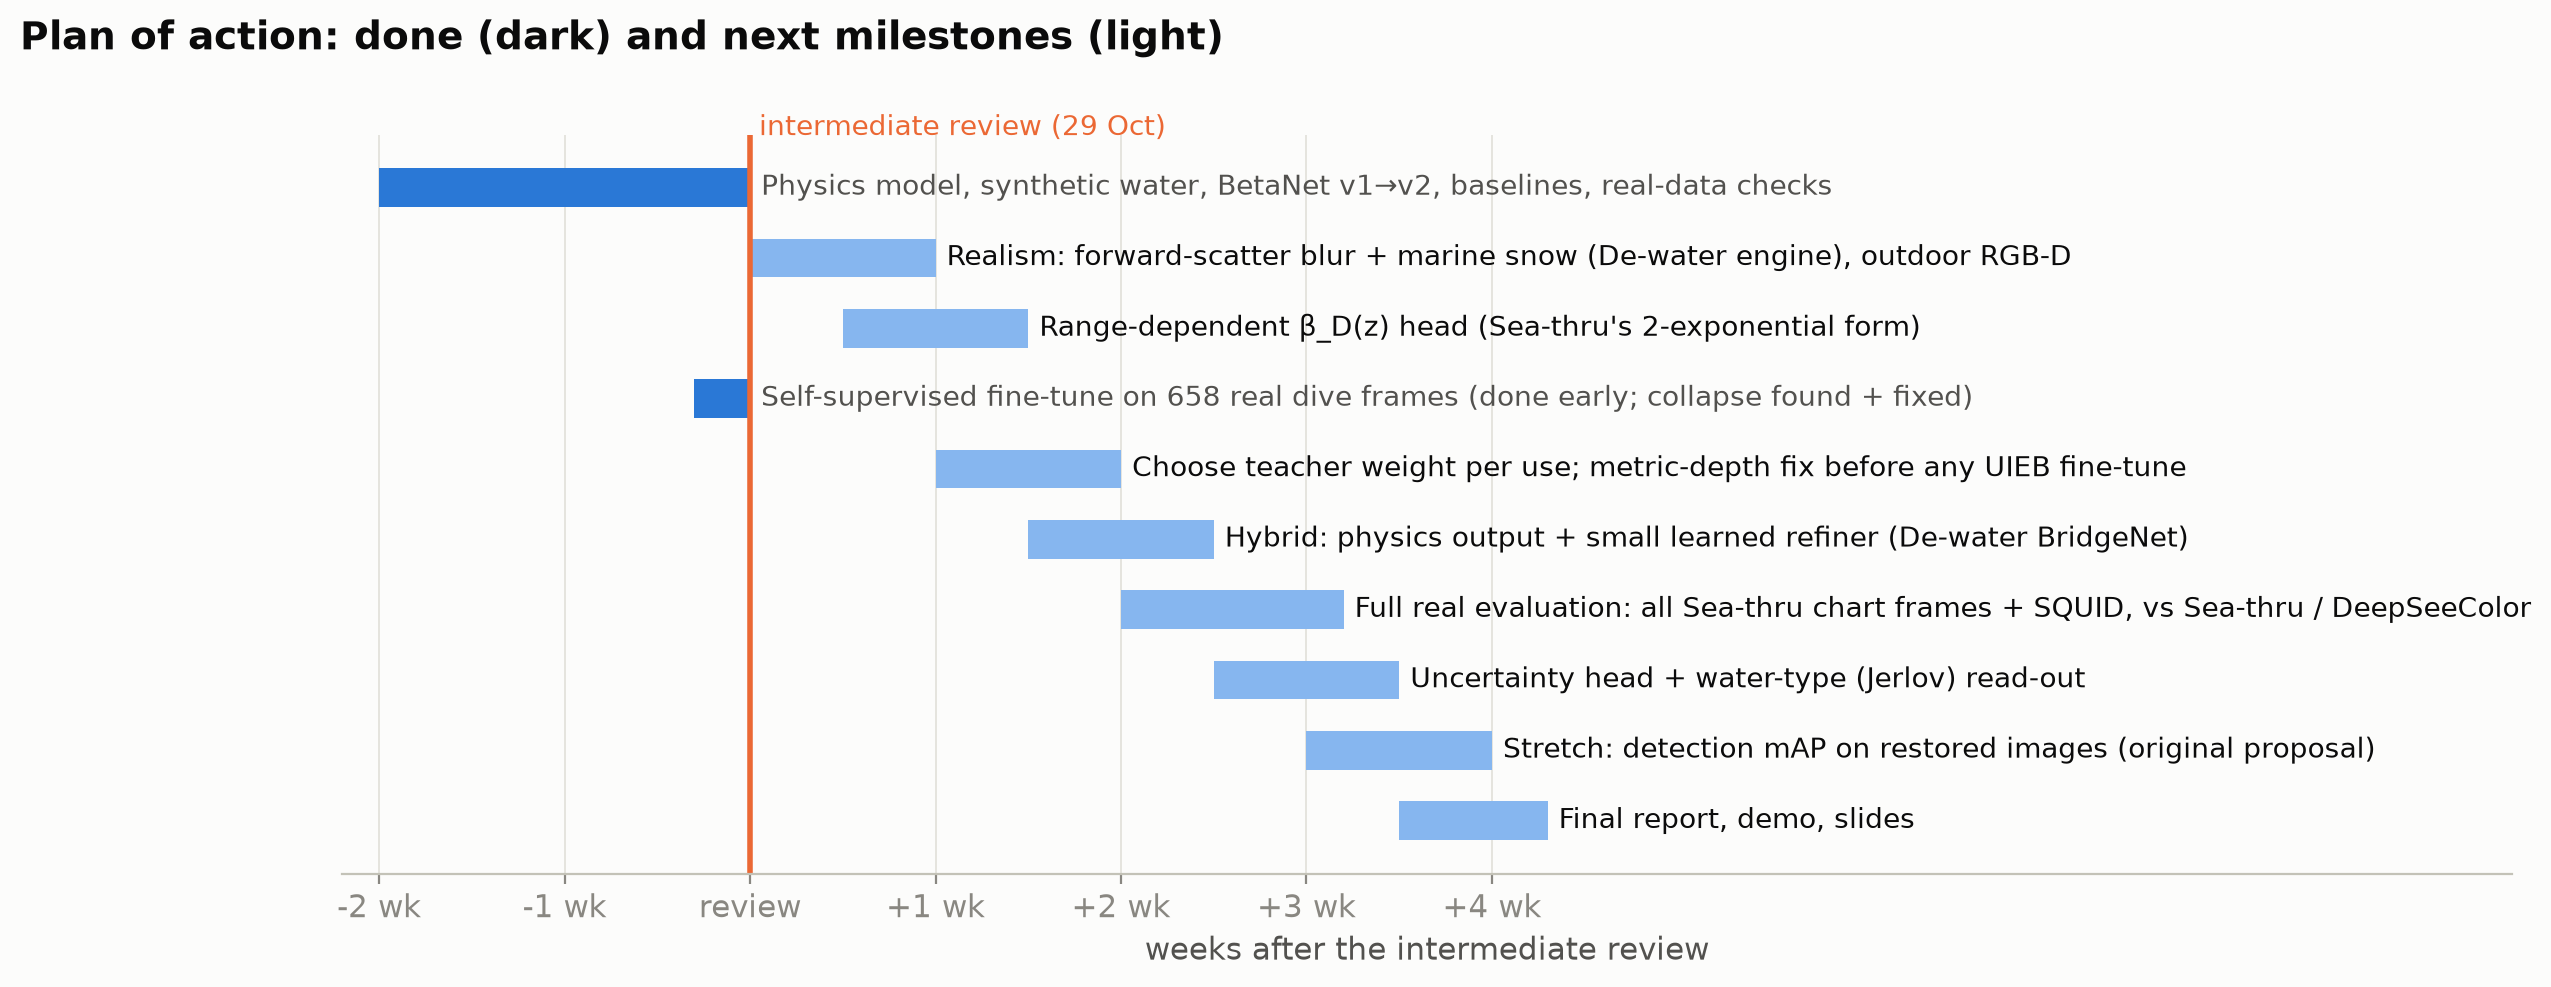 Plan of action: done (dark) and next milestones (light)
intermediate review (29 Oct)
Physics model, synthetic water, BetaNet v1→v2, baselines, real-data checks
Realism: forward-scatter blur + marine snow (De-water engine), outdoor RGB-D
Range-dependent β_D(z) head (Sea-thru's 2-exponential form)
Self-supervised fine-tune on 658 real dive frames (done early; collapse found + fixed)
Choose teacher weight per use; metric-depth fix before any UIEB fine-tune
Hybrid: physics output + small learned refiner (De-water BridgeNet)
Full real evaluation: all Sea-thru chart frames + SQUID, vs Sea-thru / DeepSeeColor
Uncertainty head + water-type (Jerlov) read-out
Stretch: detection mAP on restored images (original proposal)
Final report, demo, slides
-2 wk -1 wk review +1 wk +2 wk +3 wk +4 wk
weeks after the intermediate review